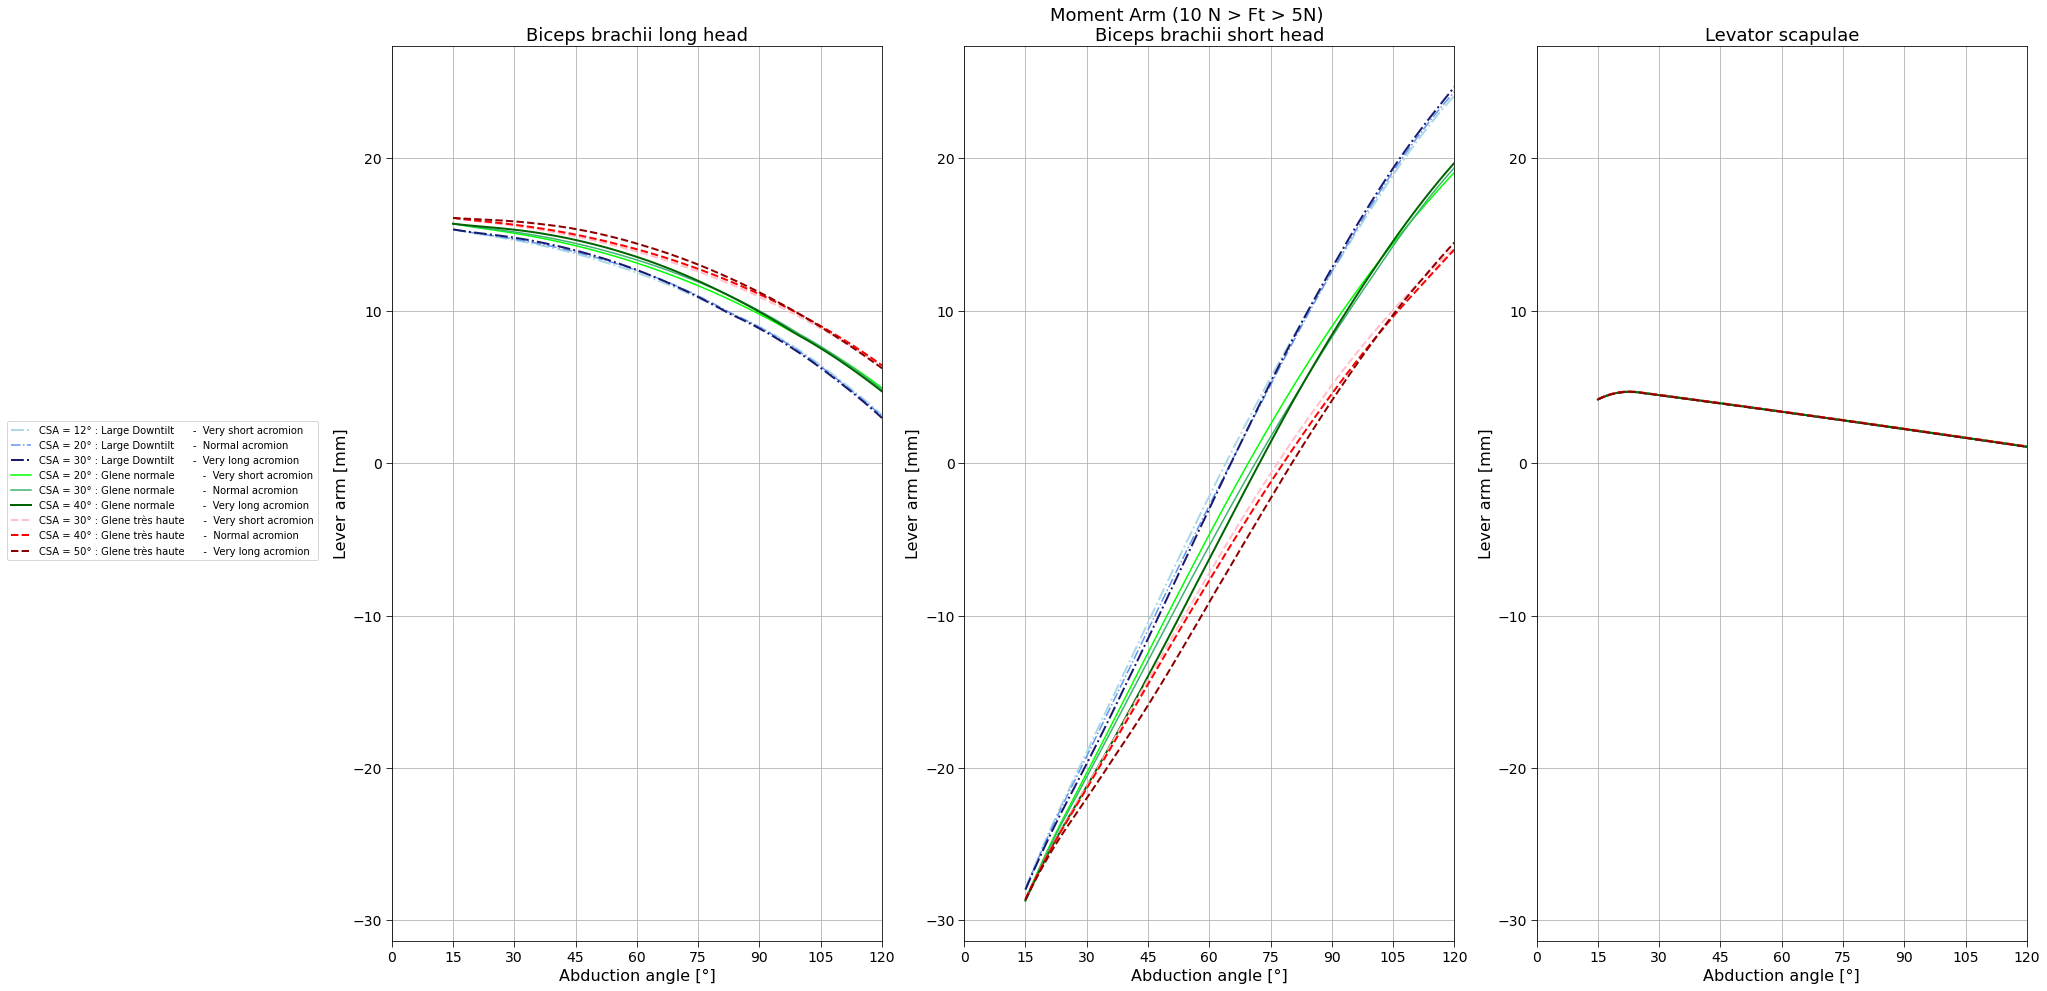 Moment Arm (10 N > Ft > 5N)
Biceps brachii long head
Biceps brachii short head
Levator scapulae
CSA = 12° : Large Downtilt - Very short acromion
CSA = 20° : Large Downtilt - Normal acromion
CSA = 30° : Large Downtilt - Very long acromion
CSA = 20° : Glene normale - Very short acromion
CSA = 30° : Glene normale - Normal acromion
CSA = 40° : Glene normale - Very long acromion
CSA = 30° : Glene très haute - Very short acromion
CSA = 40° : Glene très haute - Normal acromion
CSA = 50° : Glene très haute - Very long acromion
Lever arm [mm]
20
10
0
−10
−20
−30
0 15 30 45 60 75 90 105 120
Abduction angle [°]
Lever arm [mm]
20
10
0
−10
−20
−30
0 15 30 45 60 75 90 105 120
Abduction angle [°]
Lever arm [mm]
20
10
0
−10
−20
−30
0 15 30 45 60 75 90 105 120
Abduction angle [°]